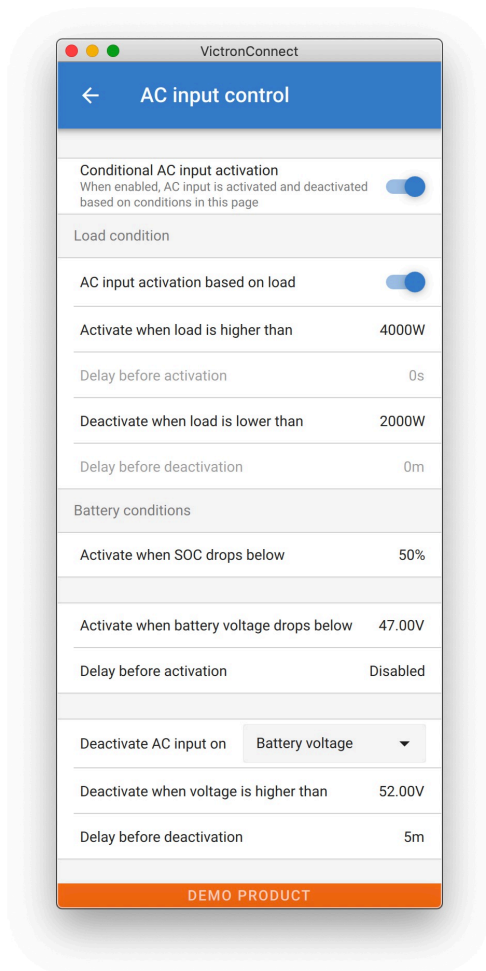 VictronConnect
AC input control
Conditional AC input activation
When enabled, AC input is activated and deactivated
based on conditions in this page
Load condition
AC input activation based on load
Activate when load is higher than 4000W
Delay before activation 0s
Deactivate when load is lower than 2000W
Delay before deactivation 0m
Battery conditions
Activate when SOC drops below 50%
Activate when battery voltage drops below 47.00V
Delay before activation Disabled
Deactivate AC input on Battery voltage
Deactivate when voltage is higher than 52.00V
Delay before deactivation 5m
DEMO PRODUCT